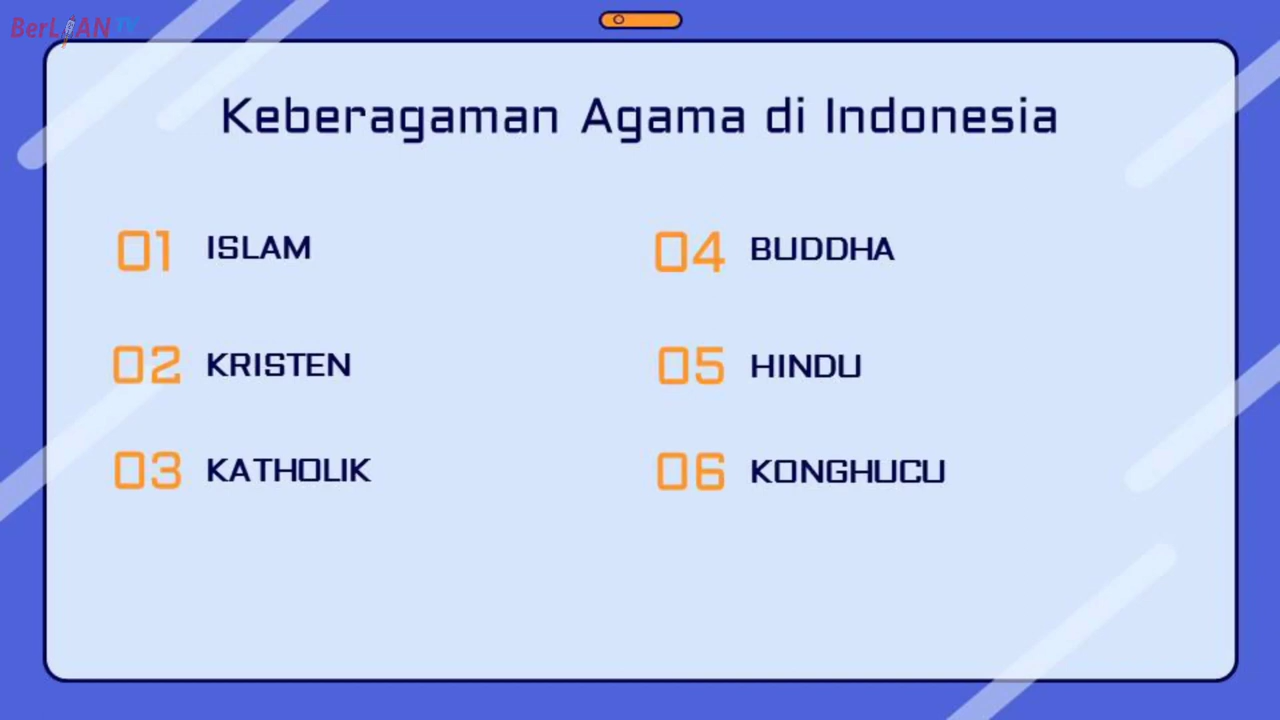 BerLIAN TV
Keberagaman Agama di Indonesia
01 ISLAM
02 KRISTEN
03 KATHOLIK
04 BUDDHA
05 HINDU
06 KONGHUCU